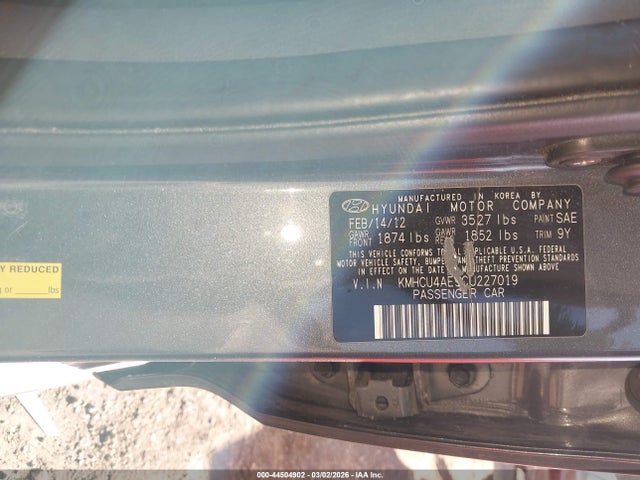 MANUFACTURED IN KOREA BY
HYUNDAI MOTOR COMPANY
FEB/14/12 GVWR 3527 lbs PAINT SAE
GAWR FRONT 1874 lbs GAWR 1852 lbs TRIM 9Y
THIS VEHICLE CONFORMS TO ALL APPLICABLE U.S.A. FEDERAL
MOTOR VEHICLE SAFETY, BUMPER AND THEFT PREVENTION STANDARDS
IN EFFECT ON THE DATE OF MANUFACTURE SHOWN ABOVE.
V.I.N KMHCU4AE9CU227019
PASSENGER CAR
Y REDUCED
g or ____lbs
000-44504902 - 03/02/2026 - IAA Inc.